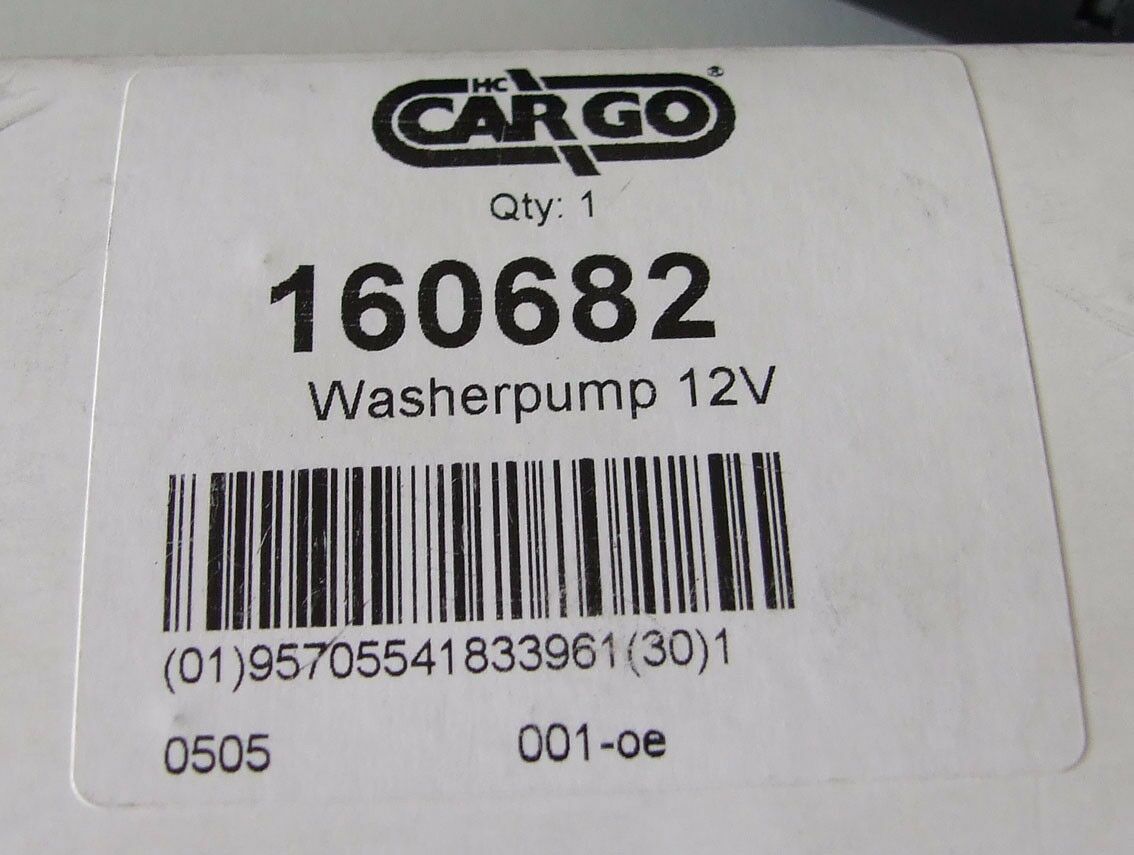 HC
CARGO®
Qty: 1
160682
Washerpump 12V
(01)95705541833961(30)1
0505 001-oe